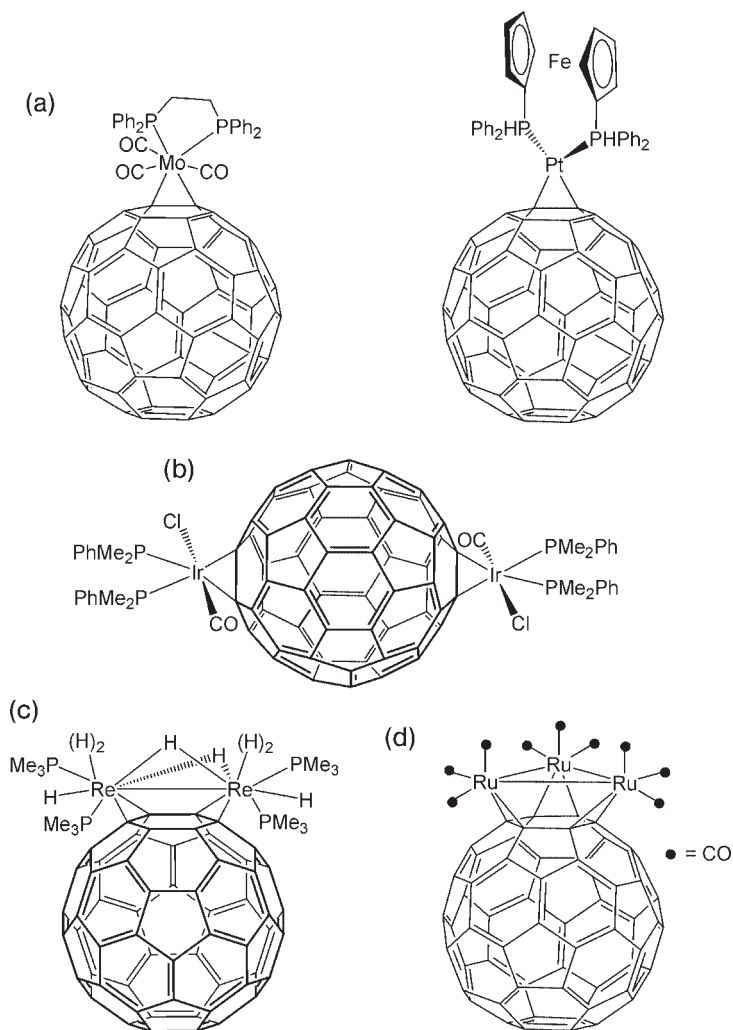 (a)
Ph2P PPh2
OC
OC Mo CO
Fe
Ph2HP PHPh2
Pt
(b)
Cl
PhMe2P Ir
PhMe2P
CO
OC
Ir PMe2Ph
PMe2Ph
Cl
(c)
(H)2 H H (H)2
Me3P Re Re PMe3
H H
Me3P PMe3
(d)
Ru
Ru Ru
● = CO